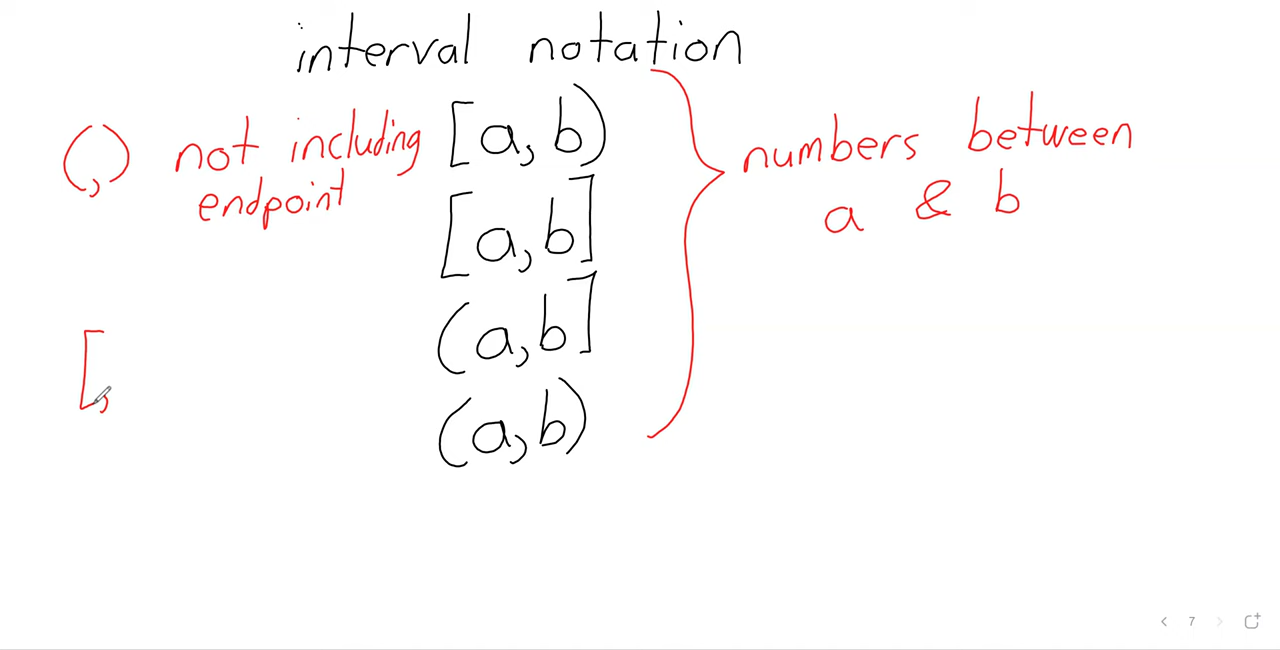 interval notation
(,) not including
endpoint
[a, b)
[a, b]
(a, b]
(a, b)
numbers between
a & b
[,
7